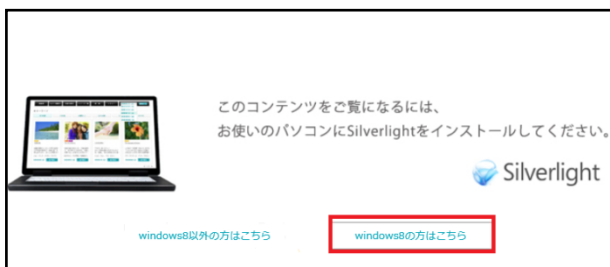 このコンテンツをご覧になるには、
お使いのパソコンにSilverlightをインストールしてください。
Silverlight
windows8以外の方はこちら
windows8の方はこちら